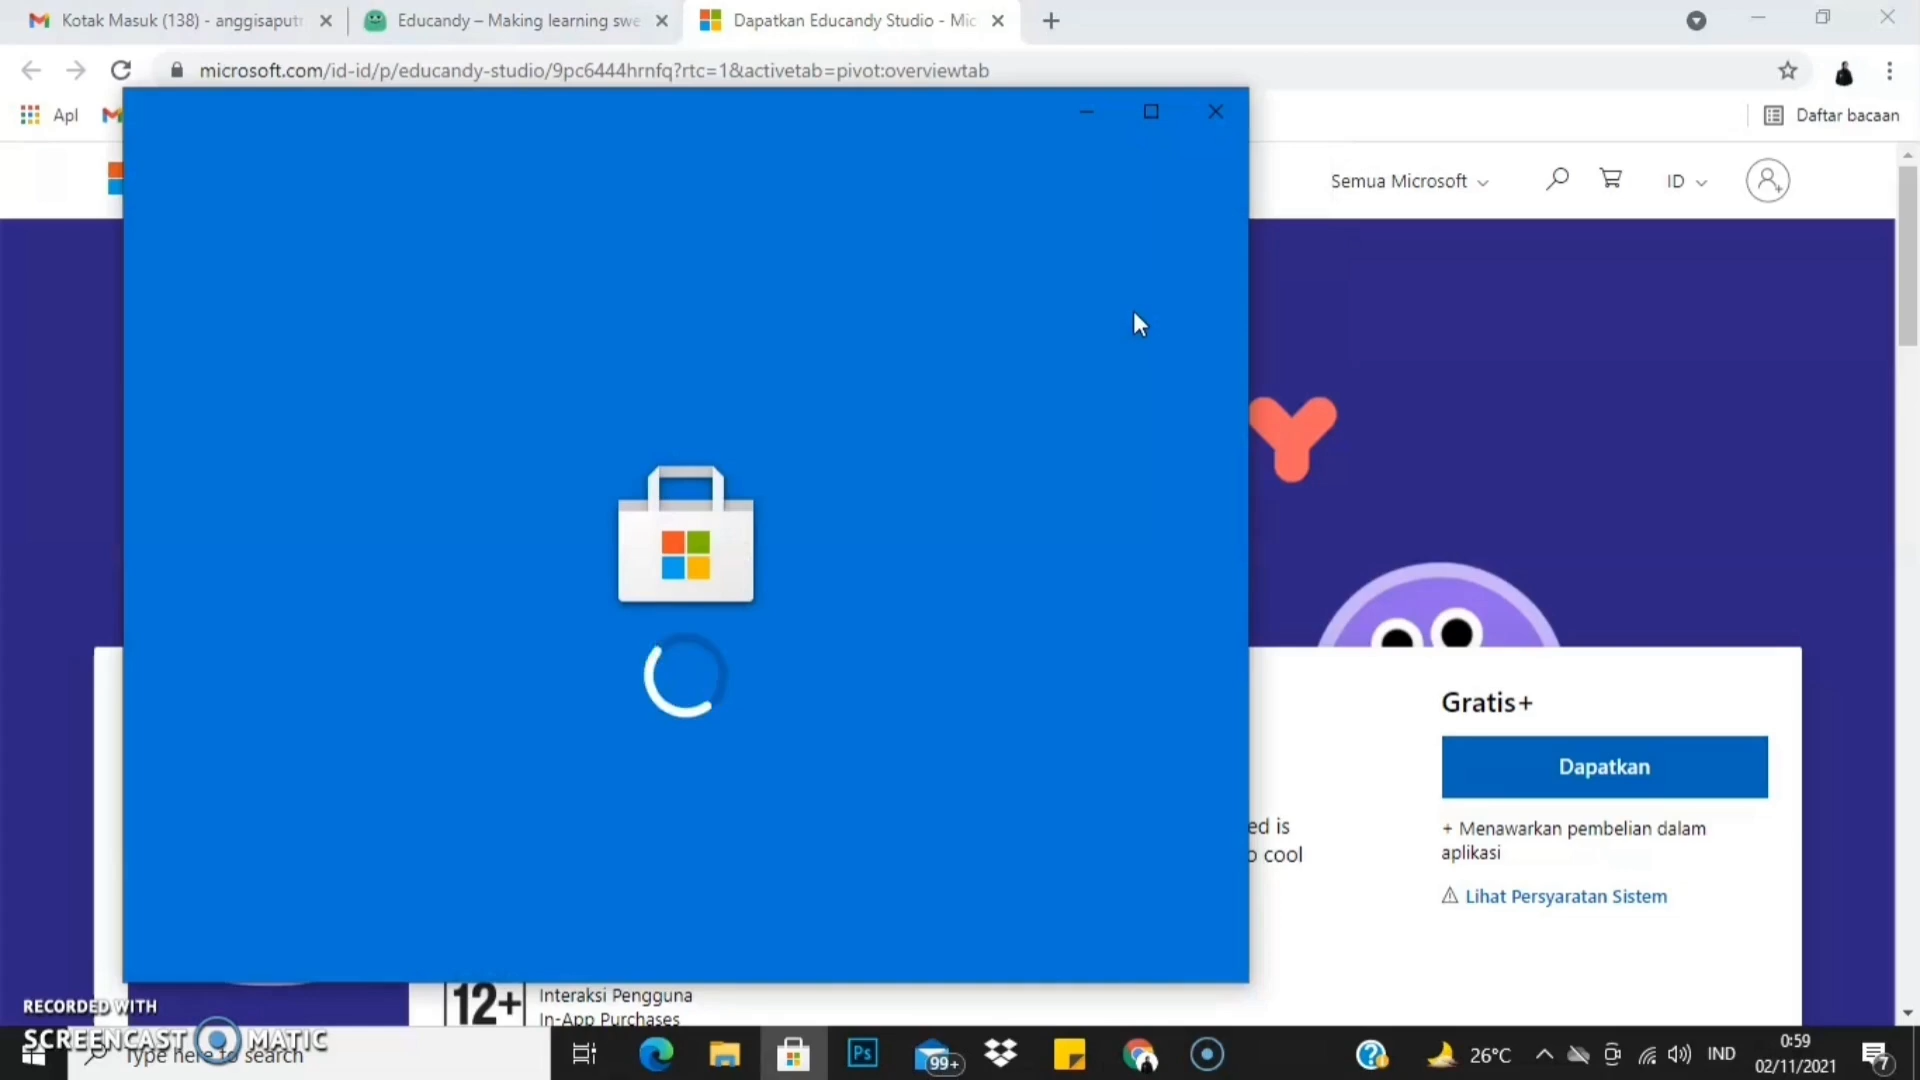 Kotak Masuk (138) - anggisaputr
Educandy – Making learning swe
Dapatkan Educandy Studio - Mic
microsoft.com/id-id/p/educandy-studio/9pc6444hrnfq?rtc=1&activetab=pivot:overviewtab
Apl
Daftar bacaan
Semua Microsoft
ID
Y
Gratis+
Dapatkan
+ Menawarkan pembelian dalam
aplikasi
Lihat Persyaratan Sistem
ed is
o cool
12+
Interaksi Pengguna
In-App Purchases
RECORDED WITH
SCREENCAST MATIC
Type here to search
Ps
99+
26°C
IND
0:59
02/11/2021
7